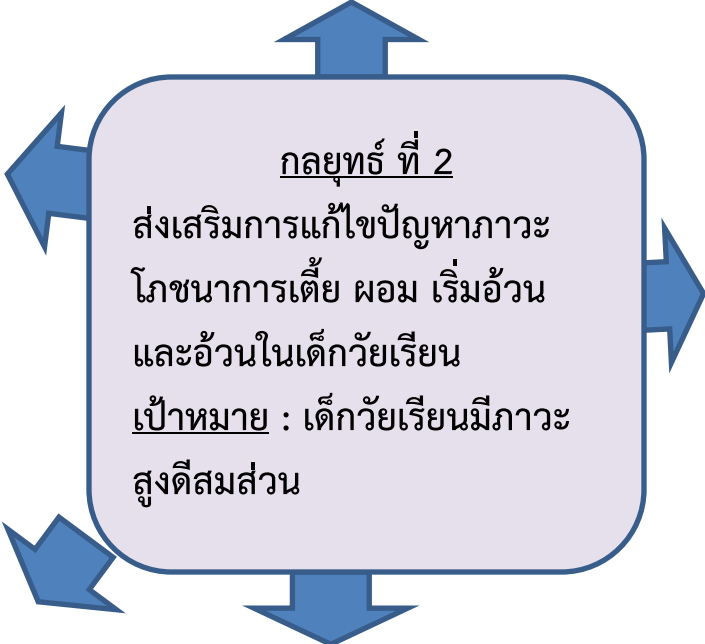 กลยุทธ์ ที่ 2
ส่งเสริมการแก้ไขปัญหาภาวะ
โภชนาการเตี้ย ผอม เริ่มอ้วน
และอ้วนในเด็กวัยเรียน
เป้าหมาย : เด็กวัยเรียนมีภาวะ
สูงดีสมส่วน